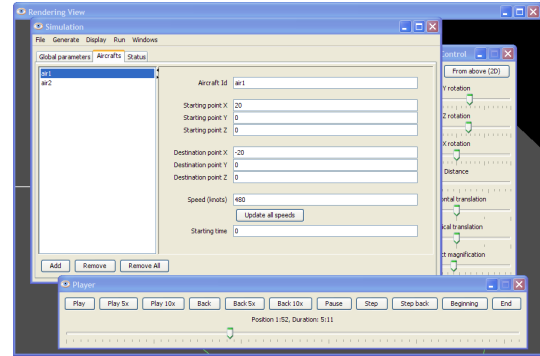 Rendering View
Simulation
File Generate Display Run Windows
Global parameters Aircrafts Status
air1
air2
Aircraft Id air1
Starting point X 20
Starting point Y 0
Starting point Z 0
Destination point X -20
Destination point Y 0
Destination point Z 0
Speed (knots) 480
Update all speeds
Starting time 0
Add Remove Remove All
Control
From above (2D)
Y rotation
Z rotation
X rotation
Distance
ontal translation
ical translation
ct magnification
Player
Play Play 5x Play 10x Back Back 5x Back 10x Pause Step Step back Beginning End
Position 1:52, Duration: 5:11